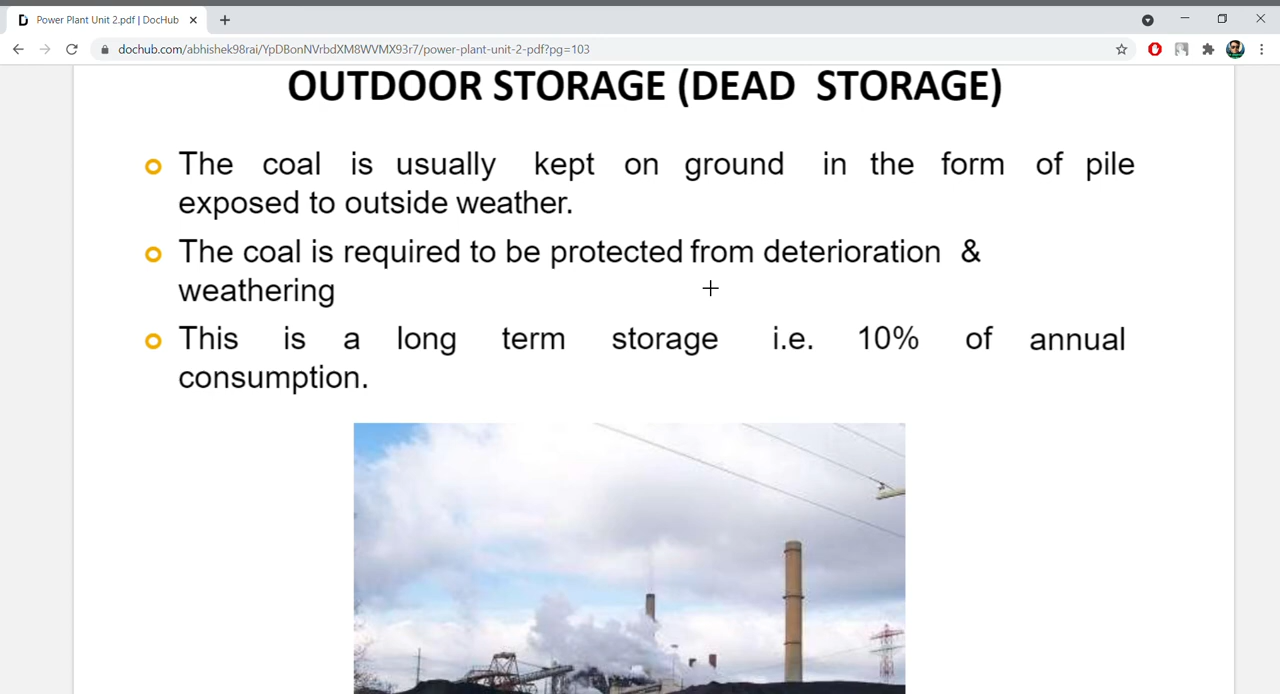 Power Plant Unit 2.pdf | DocHub
dochub.com/abhishek98rai/YpDBonNVrbdXM8WVMX93r7/power-plant-unit-2-pdf?pg=103
OUTDOOR STORAGE (DEAD STORAGE)
The coal is usually kept on ground in the form of pile
exposed to outside weather.
The coal is required to be protected from deterioration &
weathering
This is a long term storage i.e. 10% of annual
consumption.